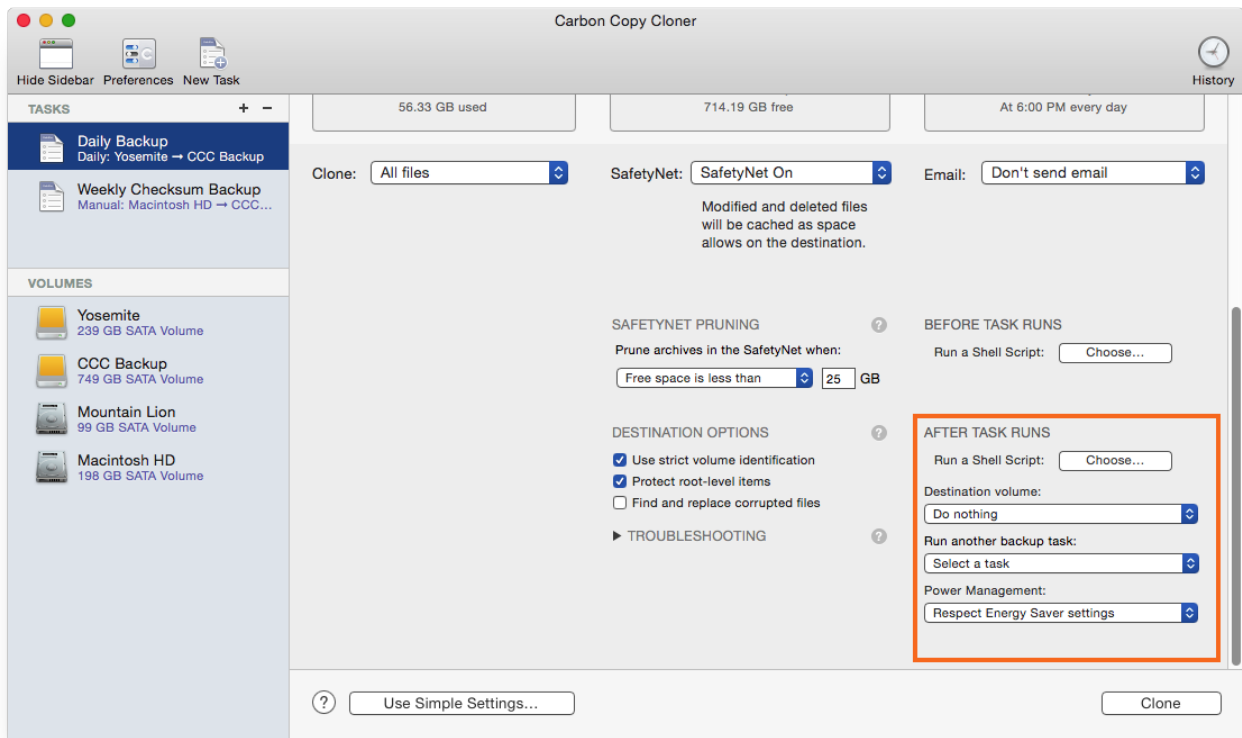 Carbon Copy Cloner
Hide Sidebar
Preferences
New Task
History
TASKS
+ −
Daily Backup
Daily: Yosemite → CCC Backup
Weekly Checksum Backup
Manual: Macintosh HD → CCC...
VOLUMES
Yosemite
239 GB SATA Volume
CCC Backup
749 GB SATA Volume
Mountain Lion
99 GB SATA Volume
Macintosh HD
198 GB SATA Volume
56.33 GB used
714.19 GB free
At 6:00 PM every day
Clone: All files
SafetyNet: SafetyNet On
Modified and deleted files
will be cached as space
allows on the destination.
Email: Don't send email
SAFETYNET PRUNING ?
Prune archives in the SafetyNet when:
Free space is less than 25 GB
DESTINATION OPTIONS ?
Use strict volume identification
Protect root-level items
Find and replace corrupted files
TROUBLESHOOTING ?
BEFORE TASK RUNS
Run a Shell Script: Choose...
AFTER TASK RUNS
Run a Shell Script: Choose...
Destination volume:
Do nothing
Run another backup task:
Select a task
Power Management:
Respect Energy Saver settings
? Use Simple Settings...
Clone